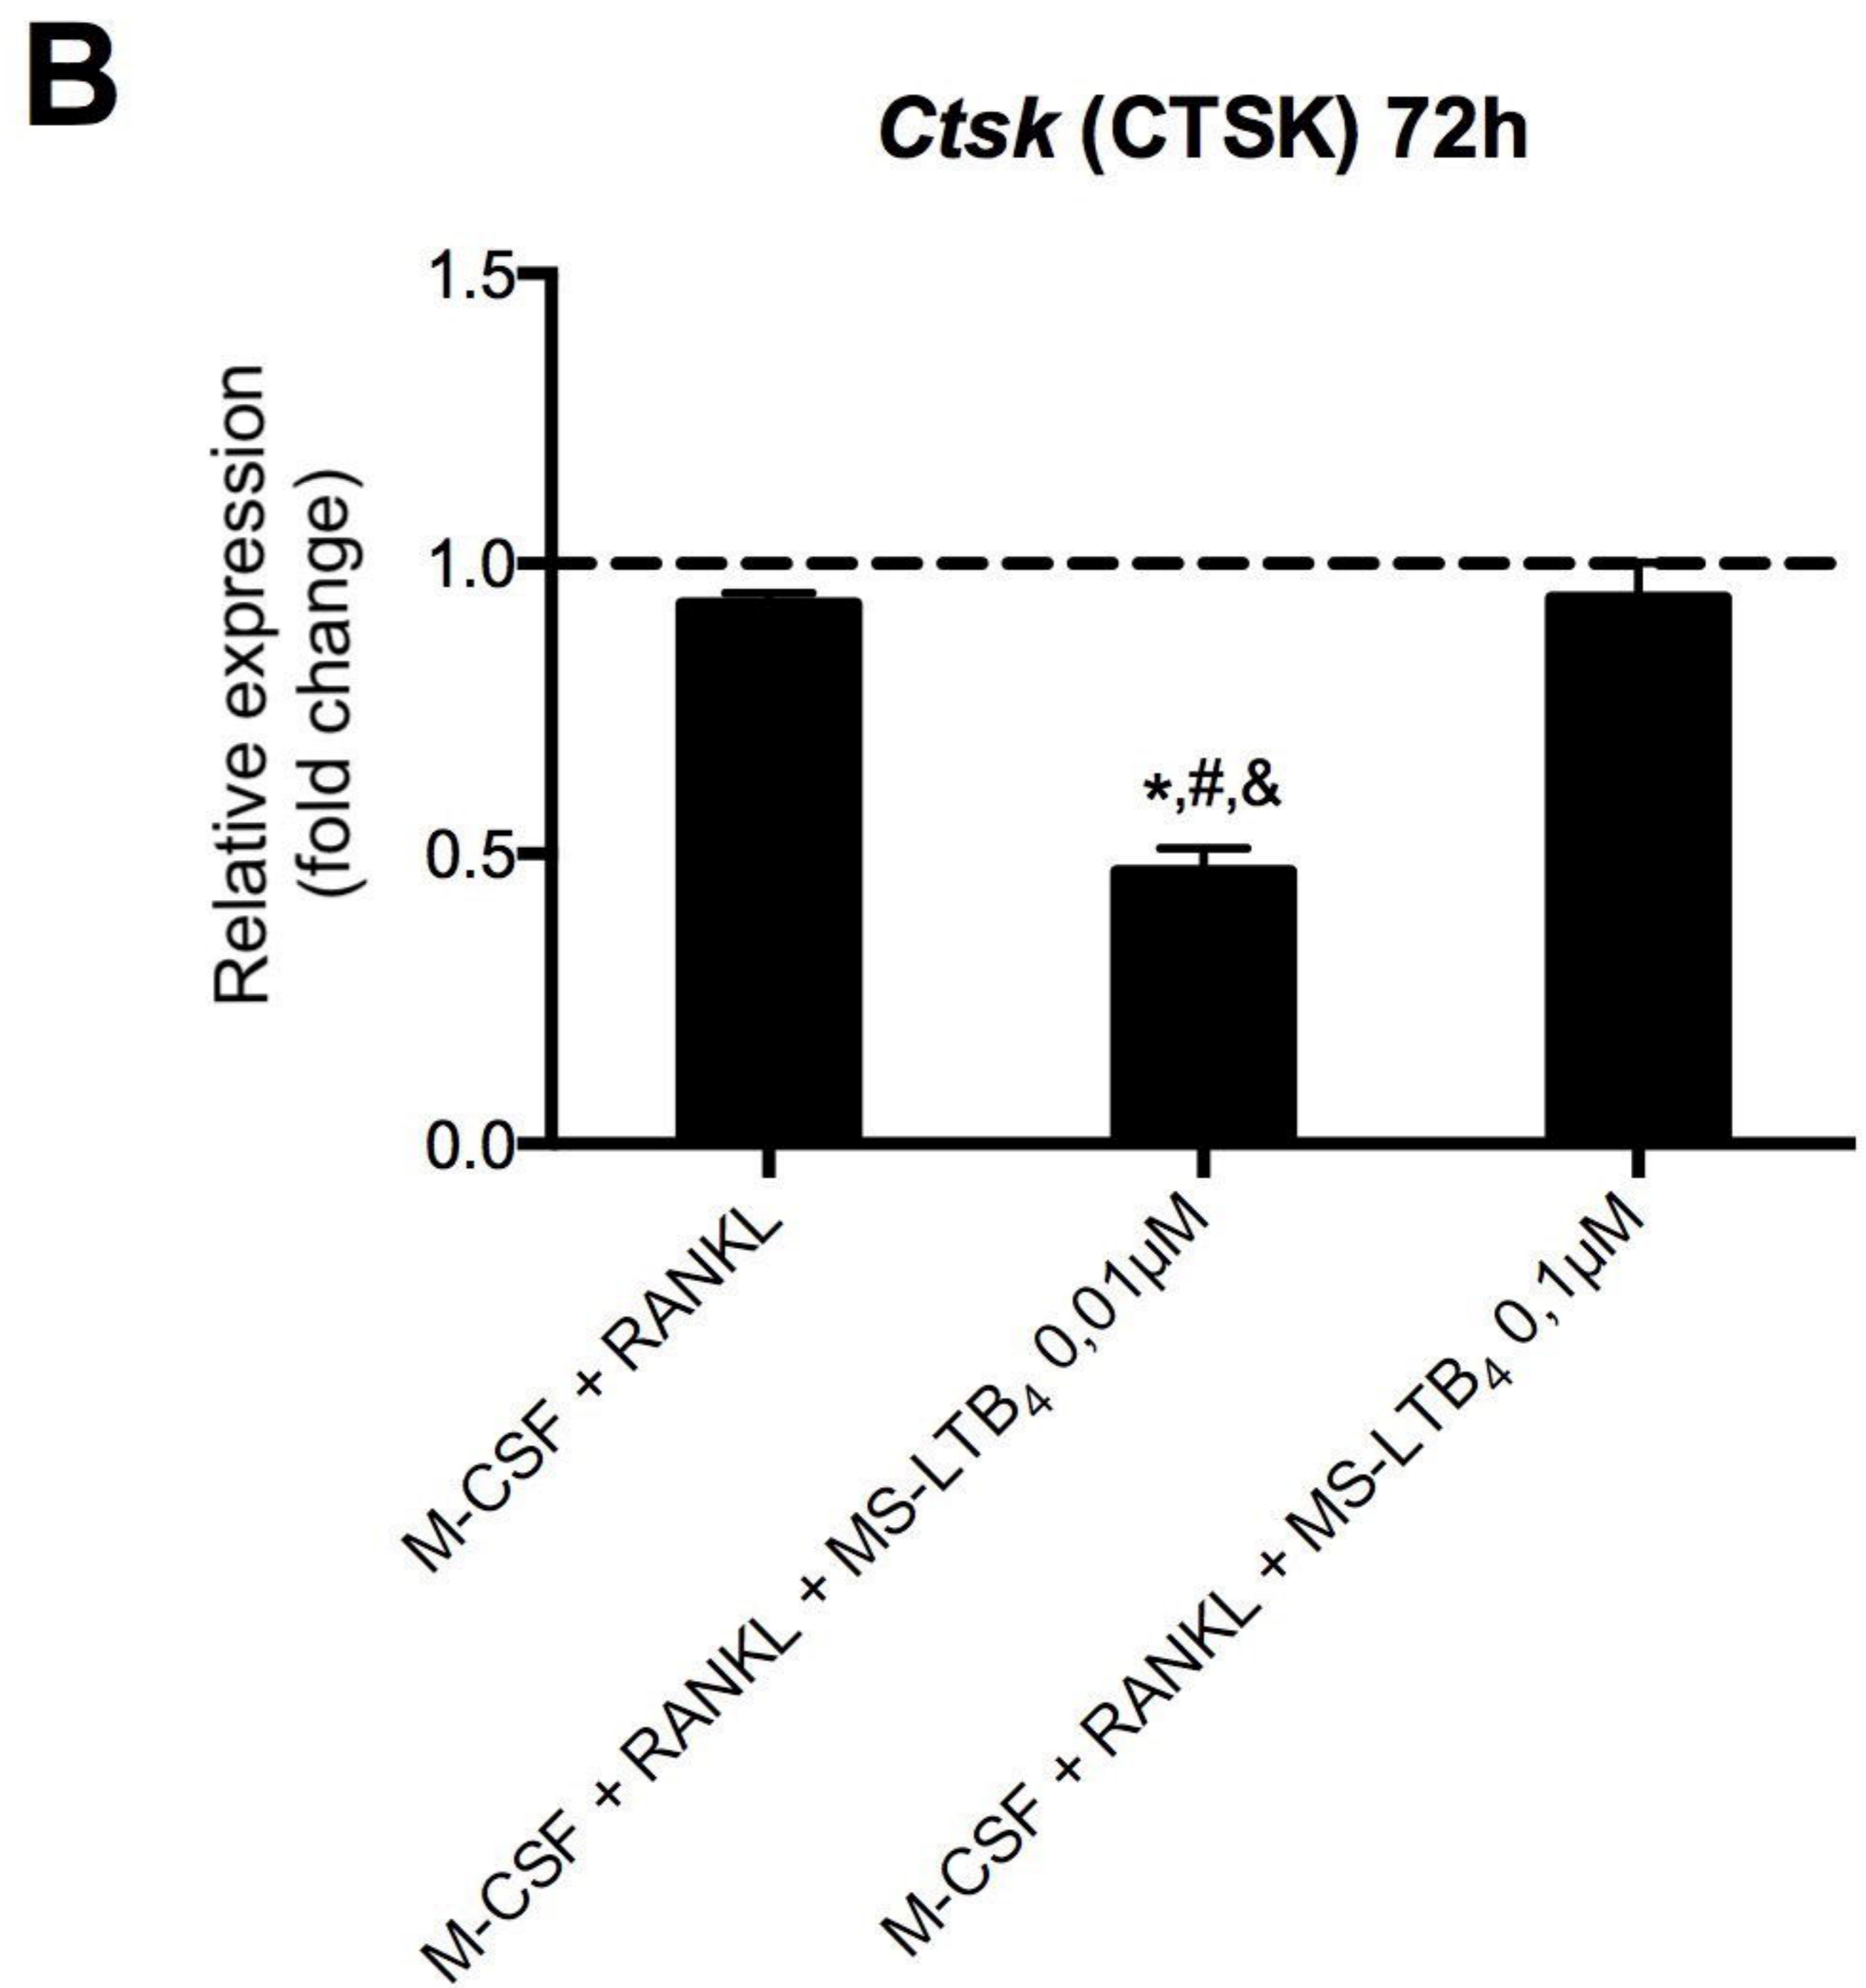 B
Ctsk (CTSK) 72h
Relative expression
(fold change)
1.5
1.0
0.5
0.0
*,#,&
M-CSF + RANKL
M-CSF + RANKL + MS-LTB₄ 0,01µM
M-CSF + RANKL + MS-LTB₄ 0,1µM